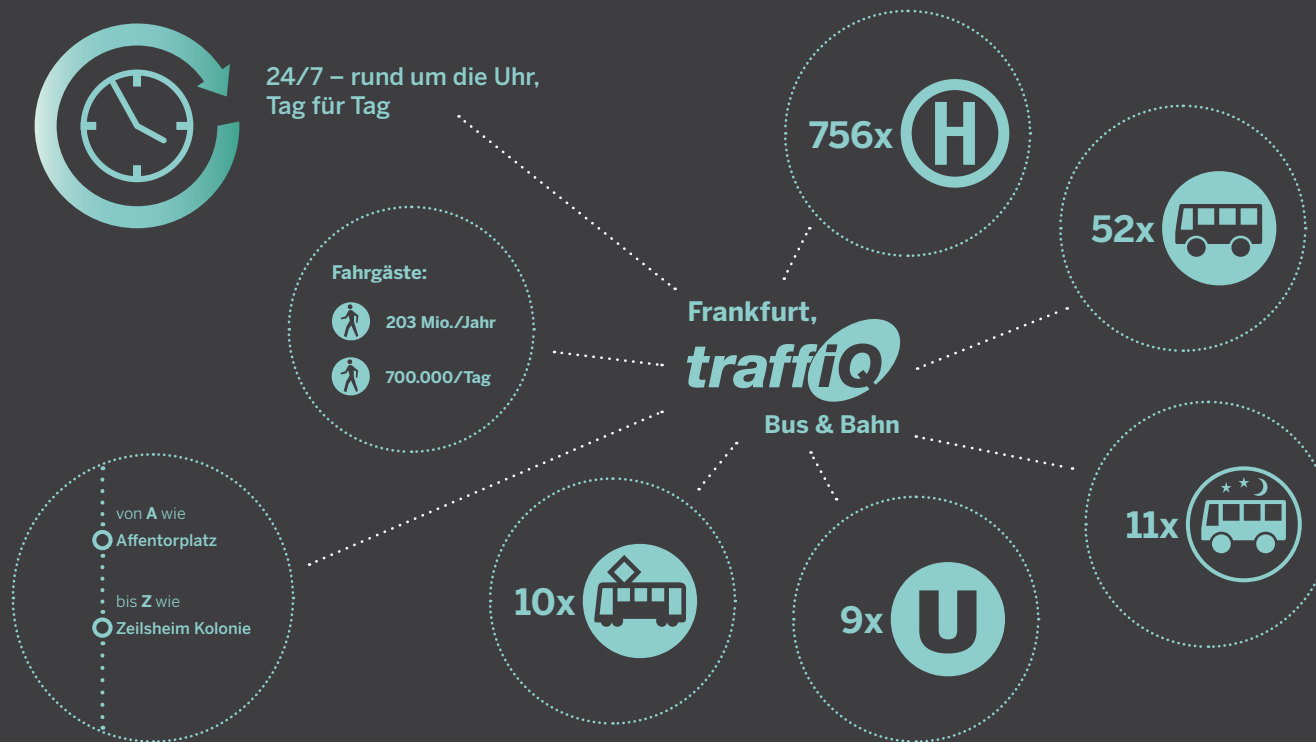 24/7 – rund um die Uhr,
Tag für Tag
756x H
52x
Fahrgäste:
203 Mio./Jahr
700.000/Tag
Frankfurt,
traffiQ
Bus & Bahn
von A wie
Affentorplatz
bis Z wie
Zeilsheim Kolonie
10x
9x U
11x